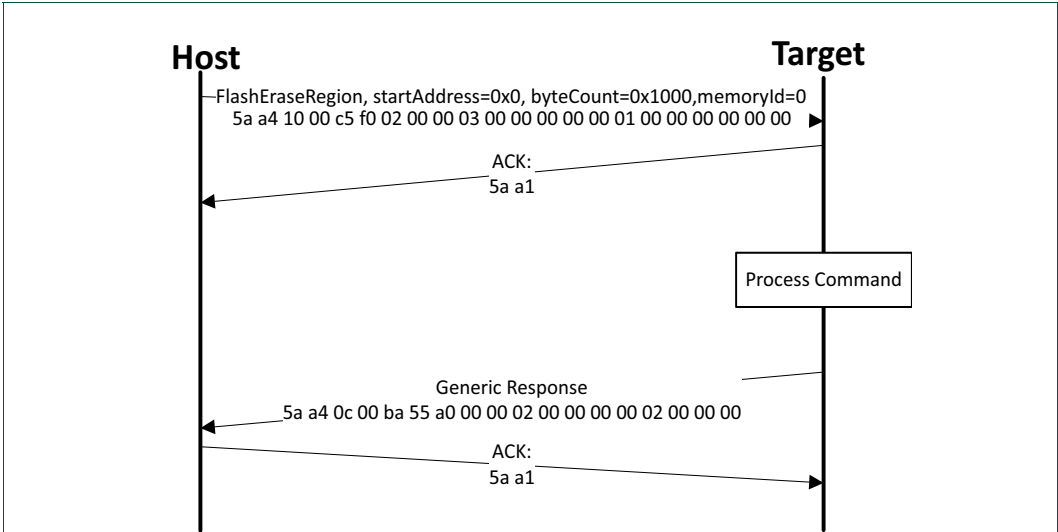 Host
Target
FlashEraseRegion, startAddress=0x0, byteCount=0x1000,memoryId=0
5a a4 10 00 c5 f0 02 00 00 03 00 00 00 00 00 01 00 00 00 00 00 00
ACK:
5a a1
Process Command
Generic Response
5a a4 0c 00 ba 55 a0 00 00 02 00 00 00 00 02 00 00 00
ACK:
5a a1